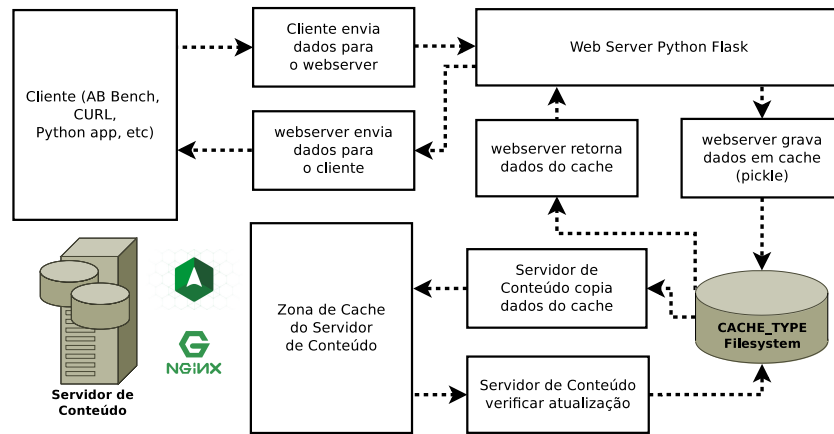 Cliente envia
dados para
o webserver
Web Server Python Flask
Cliente (AB Bench,
CURL,
Python app, etc)
webserver envia
dados para
o cliente
webserver retorna
dados do cache
webserver grava
dados em cache
(pickle)
Zona de Cache
do Servidor
de Conteúdo
Servidor de
Conteúdo copia
dados do cache
CACHE_TYPE
Filesystem
NGINX
Servidor de
Conteúdo
Servidor de Conteúdo
verificar atualização